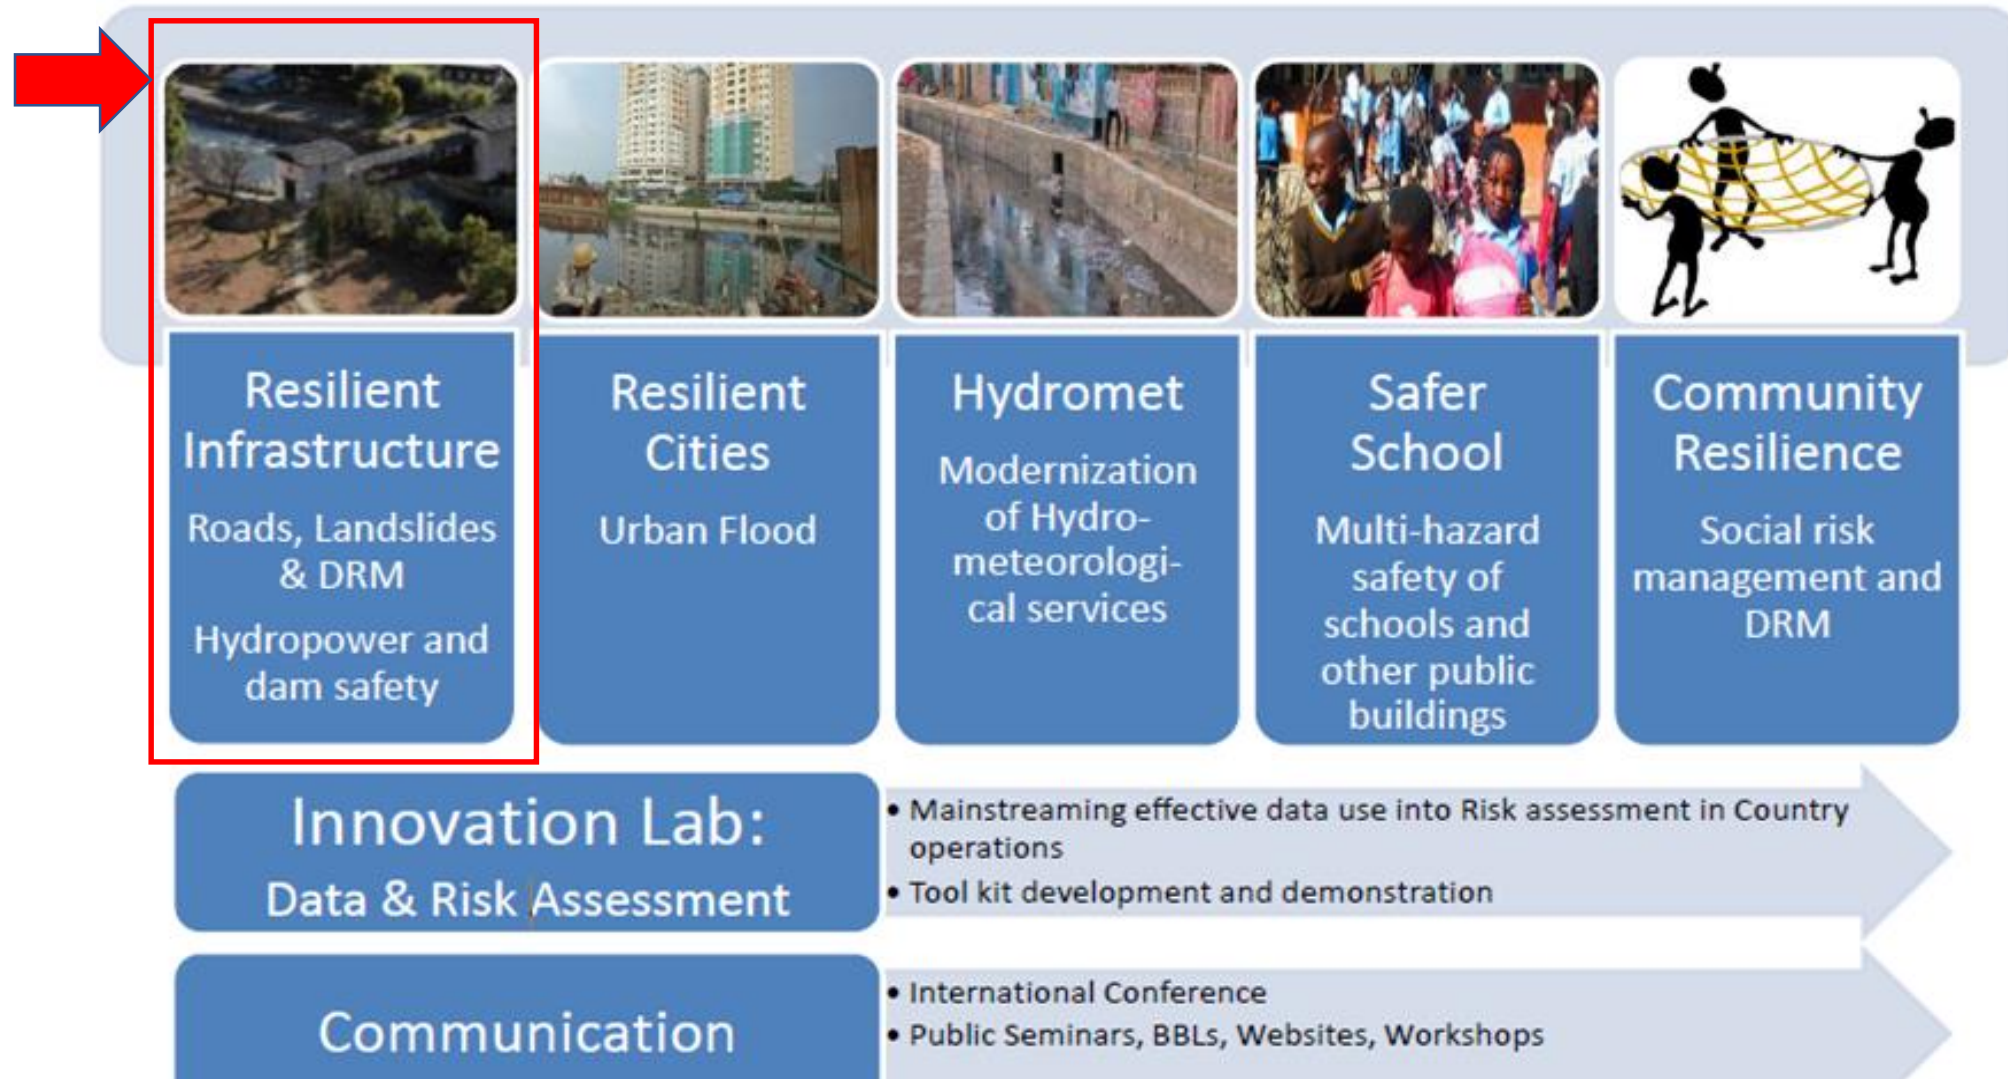 Resilient
Infrastructure
Roads, Landslides
& DRM
Hydropower and
dam safety
Resilient
Cities
Urban Flood
Hydromet
Modernization
of Hydro-
meteorologi-
cal services
Safer
School
Multi-hazard
safety of
schools and
other public
buildings
Community
Resilience
Social risk
management and
DRM
Innovation Lab:
Data & Risk Assessment
• Mainstreaming effective data use into Risk assessment in Country
operations
• Tool kit development and demonstration
Communication
• International Conference
• Public Seminars, BBLs, Websites, Workshops